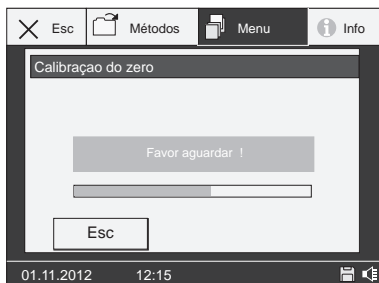 Esc Métodos Menu Info
Calibraçao do zero
Favor aguardar !
Esc
01.11.2012 12:15